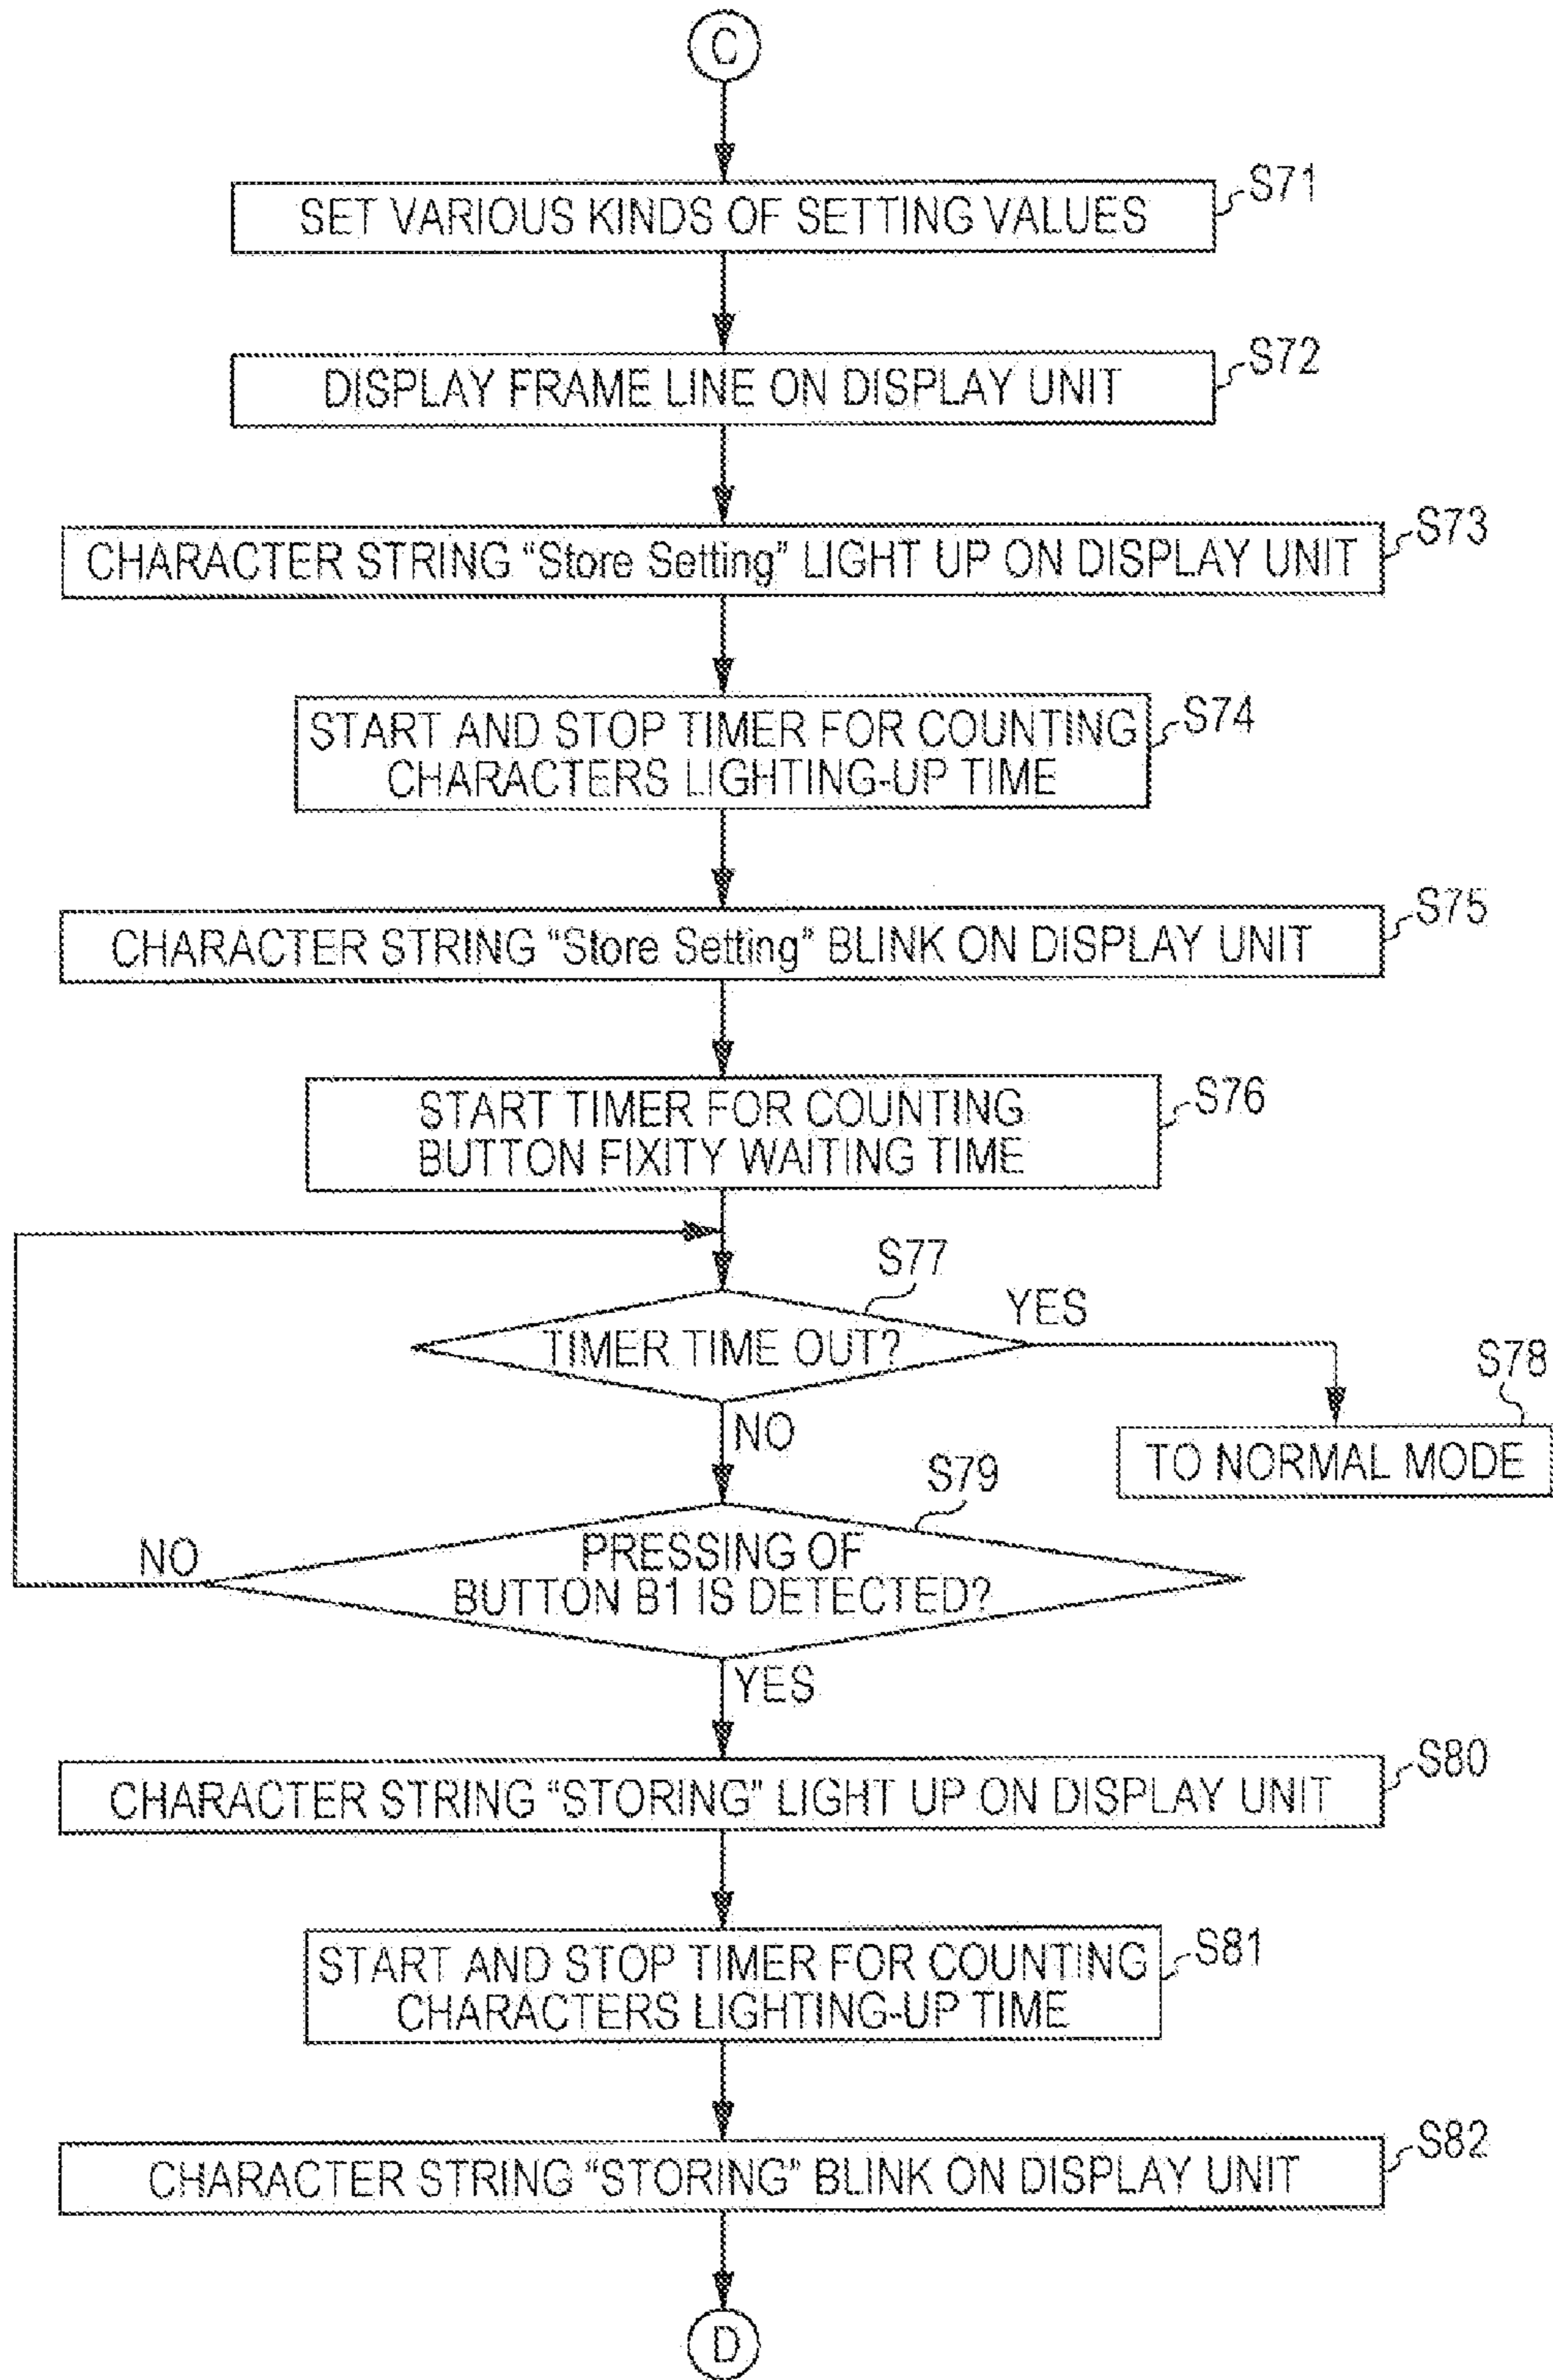 C
S71
SET VARIOUS KINDS OF SETTING VALUES
S72
DISPLAY FRAME LINE ON DISPLAY UNIT
S73
CHARACTER STRING “Store Setting” LIGHT UP ON DISPLAY UNIT
S74
START AND STOP TIMER FOR COUNTING
CHARACTERS LIGHTING-UP TIME
S75
CHARACTER STRING “Store Setting” BLINK ON DISPLAY UNIT
S76
START TIMER FOR COUNTING
BUTTON FIXITY WAITING TIME
S77
YES
TIMER TIME OUT?
S78
NO
TO NORMAL MODE
S79
NO
PRESSING OF
BUTTON B1 IS DETECTED?
YES
S80
CHARACTER STRING “STORING” LIGHT UP ON DISPLAY UNIT
S81
START AND STOP TIMER FOR COUNTING
CHARACTERS LIGHTING-UP TIME
S82
CHARACTER STRING “STORING” BLINK ON DISPLAY UNIT
D